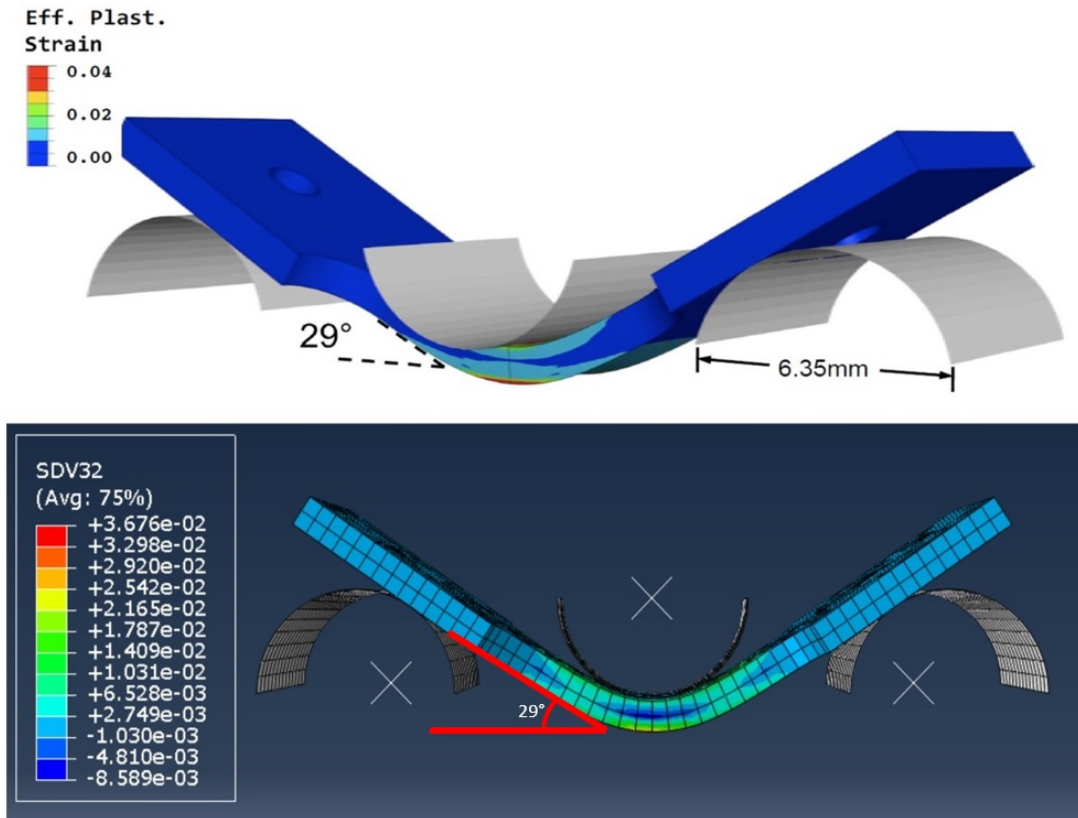 Eff. Plast.
Strain
0.04
0.02
0.00
29°
6.35mm
SDV32
(Avg: 75%)
+3.676e-02
+3.298e-02
+2.920e-02
+2.542e-02
+2.165e-02
+1.787e-02
+1.409e-02
+1.031e-02
+6.528e-03
+2.749e-03
-1.030e-03
-4.810e-03
-8.589e-03
29°